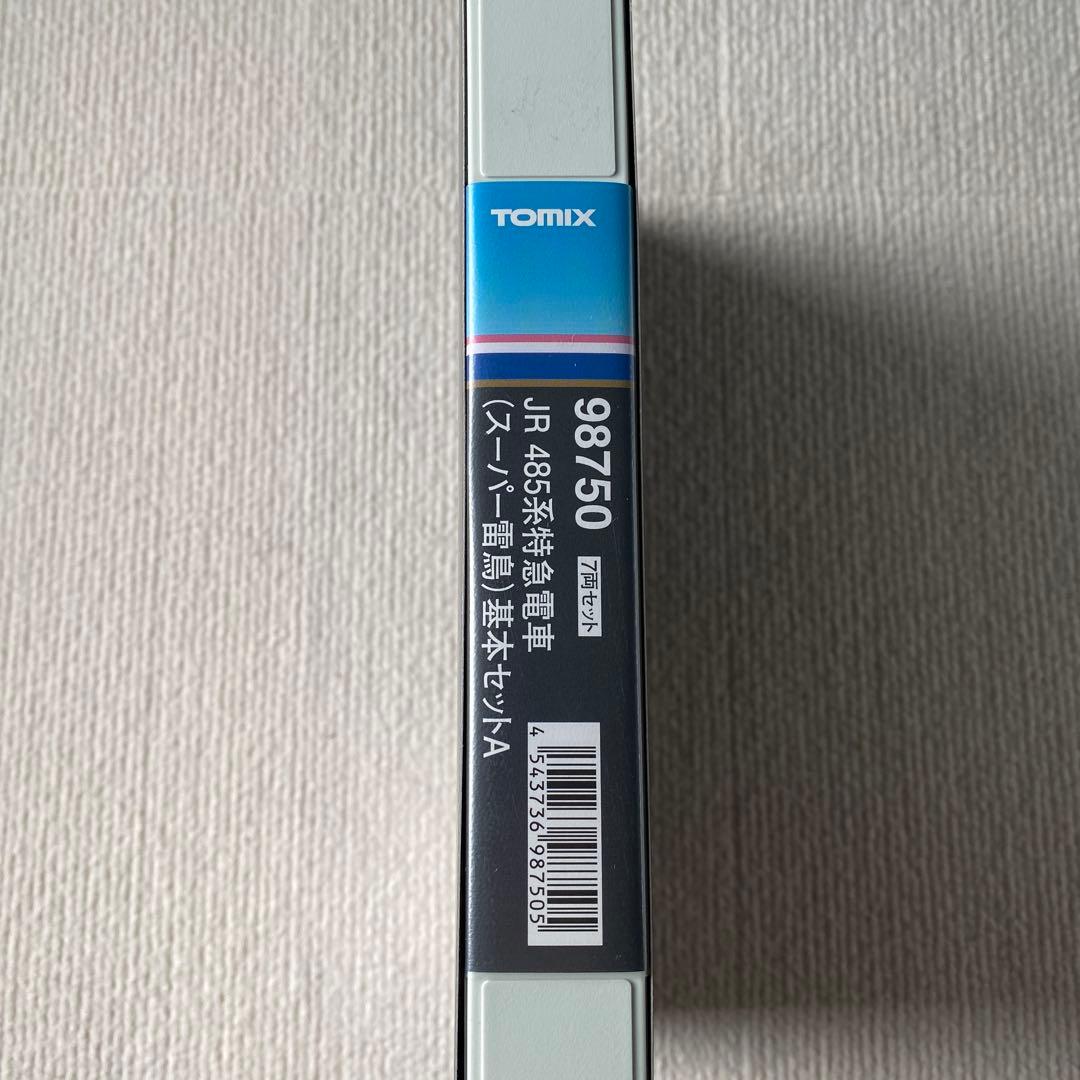 TOMIX
98750 7両セット
JR 485系特急電車
(スーパー雷鳥)基本セットA
4 543736 987505